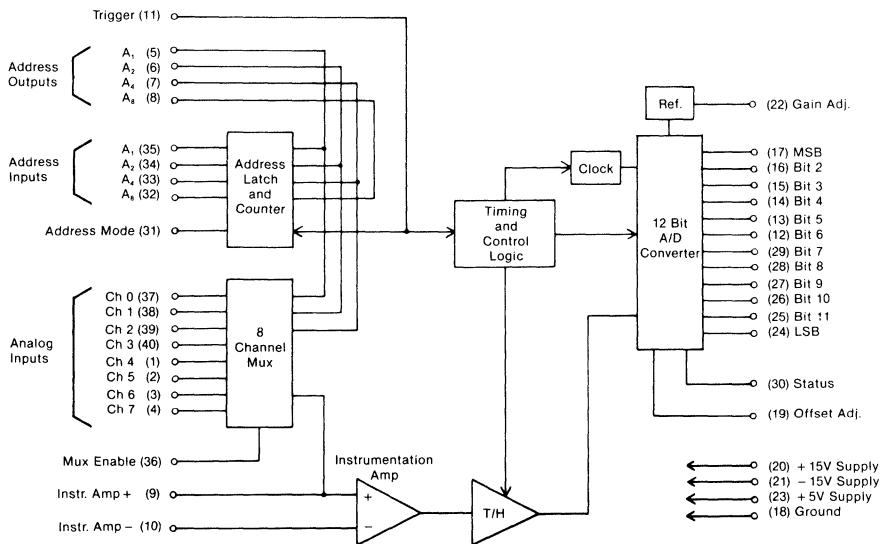 Trigger (11)
Address
Outputs
A₁ (5)
A₂ (6)
A₄ (7)
A₈ (8)
Address
Inputs
A₁ (35)
A₂ (34)
A₄ (33)
A₈ (32)
Address Mode (31)
Address
Latch
and
Counter
Analog
Inputs
Ch 0 (37)
Ch 1 (38)
Ch 2 (39)
Ch 3 (40)
Ch 4 (1)
Ch 5 (2)
Ch 6 (3)
Ch 7 (4)
8
Channel
Mux
Mux Enable (36)
Instr. Amp + (9)
Instr. Amp − (10)
Instrumentation
Amp
+
−
T/H
Timing
and
Control
Logic
Clock
Ref.
12 Bit
A/D
Converter
(22) Gain Adj.
(17) MSB
(16) Bit 2
(15) Bit 3
(14) Bit 4
(13) Bit 5
(12) Bit 6
(29) Bit 7
(28) Bit 8
(27) Bit 9
(26) Bit 10
(25) Bit 11
(24) LSB
(30) Status
(19) Offset Adj.
(20) + 15V Supply
(21) − 15V Supply
(23) + 5V Supply
(18) Ground